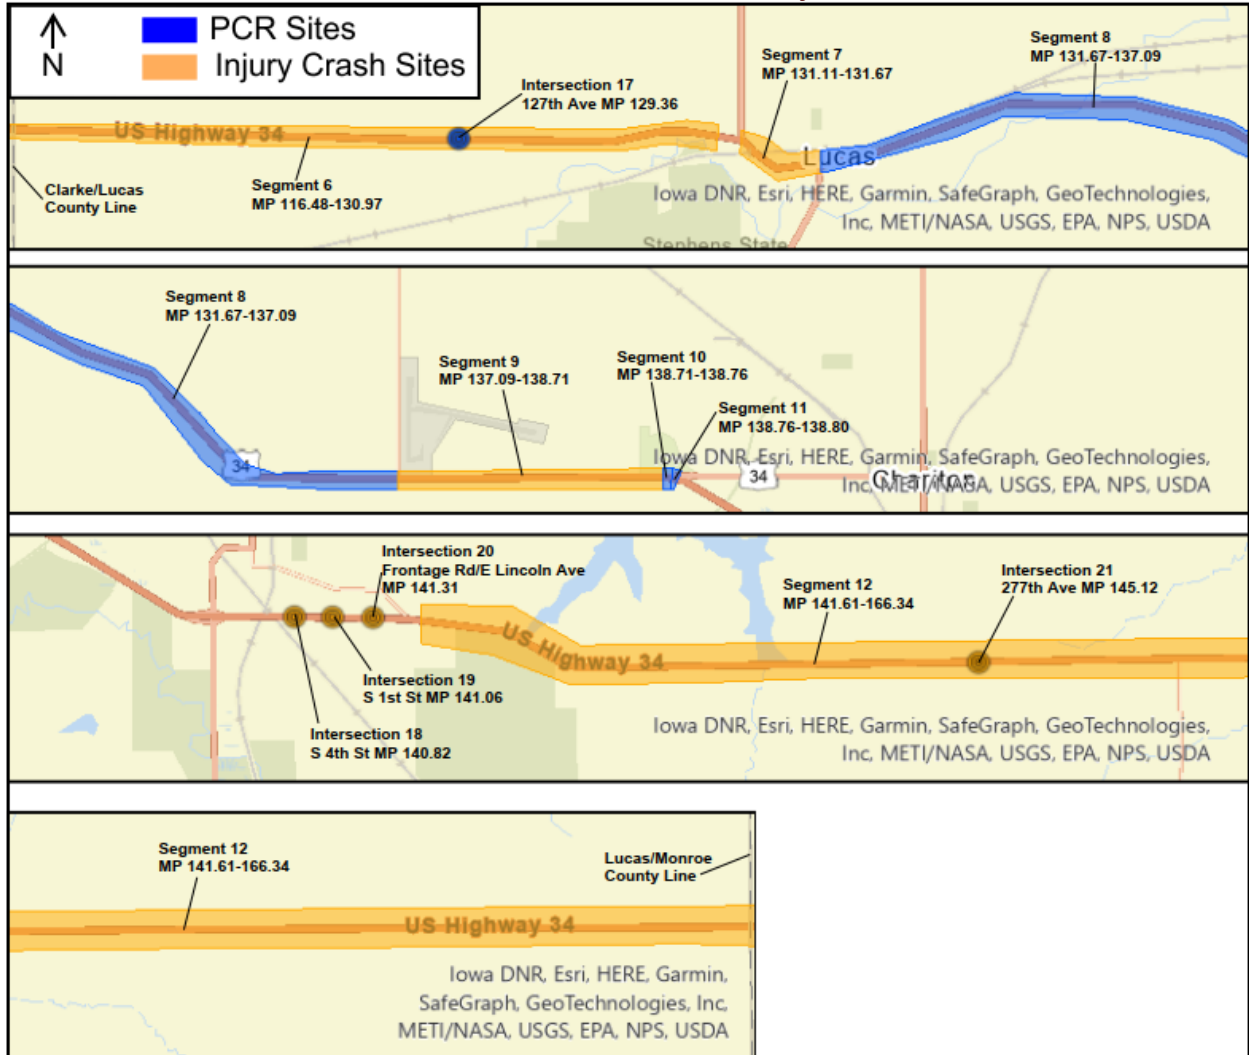 N
PCR Sites
Injury Crash Sites
Intersection 17
127th Ave MP 129.36
Segment 7
MP 131.11-131.67
Segment 8
MP 131.67-137.09
US Highway 34
Lucas
Clarke/Lucas
County Line
Segment 6
MP 116.48-130.97
Iowa DNR, Esri, HERE, Garmin, SafeGraph, GeoTechnologies,
Inc, METI/NASA, USGS, EPA, NPS, USDA
Stephens State
Segment 8
MP 131.67-137.09
Segment 9
MP 137.09-138.71
Segment 10
MP 138.71-138.76
Segment 11
MP 138.76-138.80
34
34
Chariton
Iowa DNR, Esri, HERE, Garmin, SafeGraph, GeoTechnologies,
Inc, METI/NASA, USGS, EPA, NPS, USDA
Intersection 20
Frontage Rd/E Lincoln Ave
MP 141.31
Segment 12
MP 141.61-166.34
Intersection 21
277th Ave MP 145.12
US Highway 34
Intersection 19
S 1st St MP 141.06
Intersection 18
S 4th St MP 140.82
Iowa DNR, Esri, HERE, Garmin, SafeGraph, GeoTechnologies,
Inc, METI/NASA, USGS, EPA, NPS, USDA
Segment 12
MP 141.61-166.34
Lucas/Monroe
County Line
US Highway 34
Iowa DNR, Esri, HERE, Garmin,
SafeGraph, GeoTechnologies, Inc,
METI/NASA, USGS, EPA, NPS, USDA